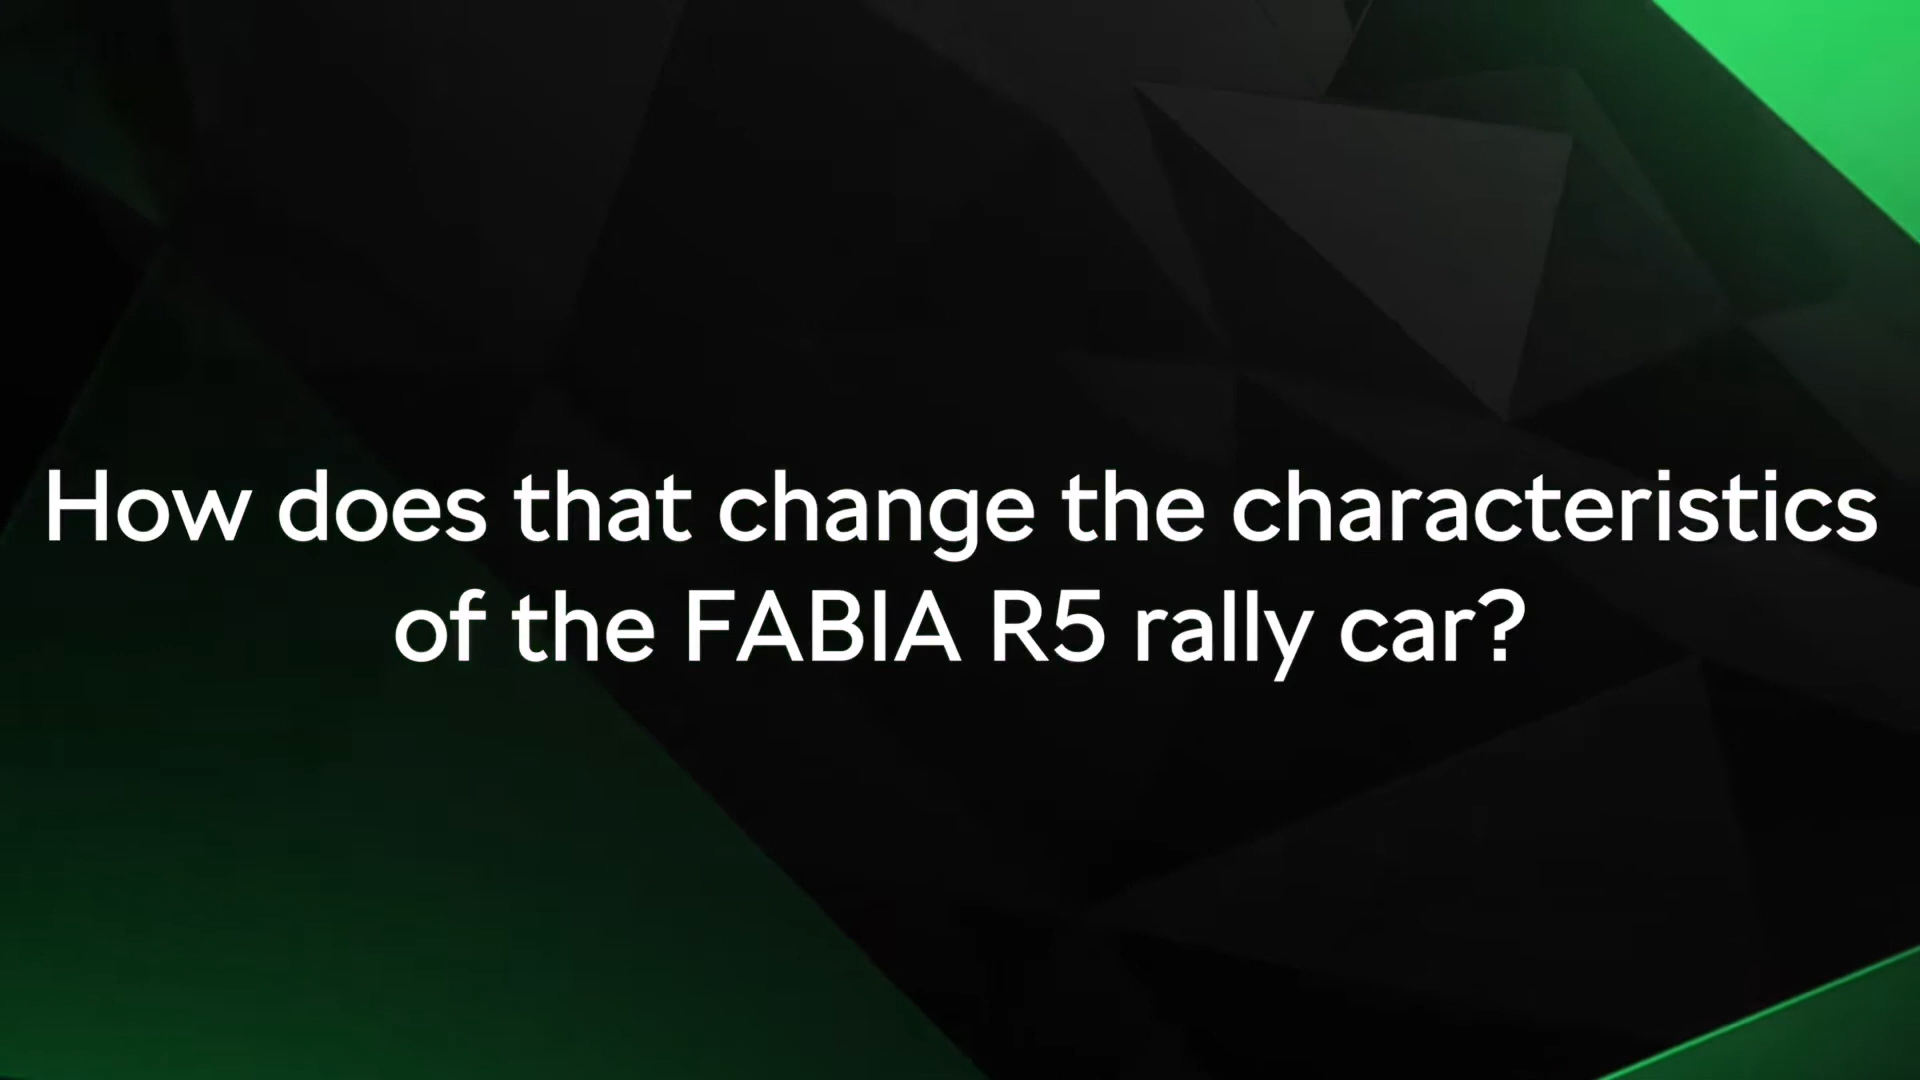 How does that change the characteristics
of the FABIA R5 rally car?